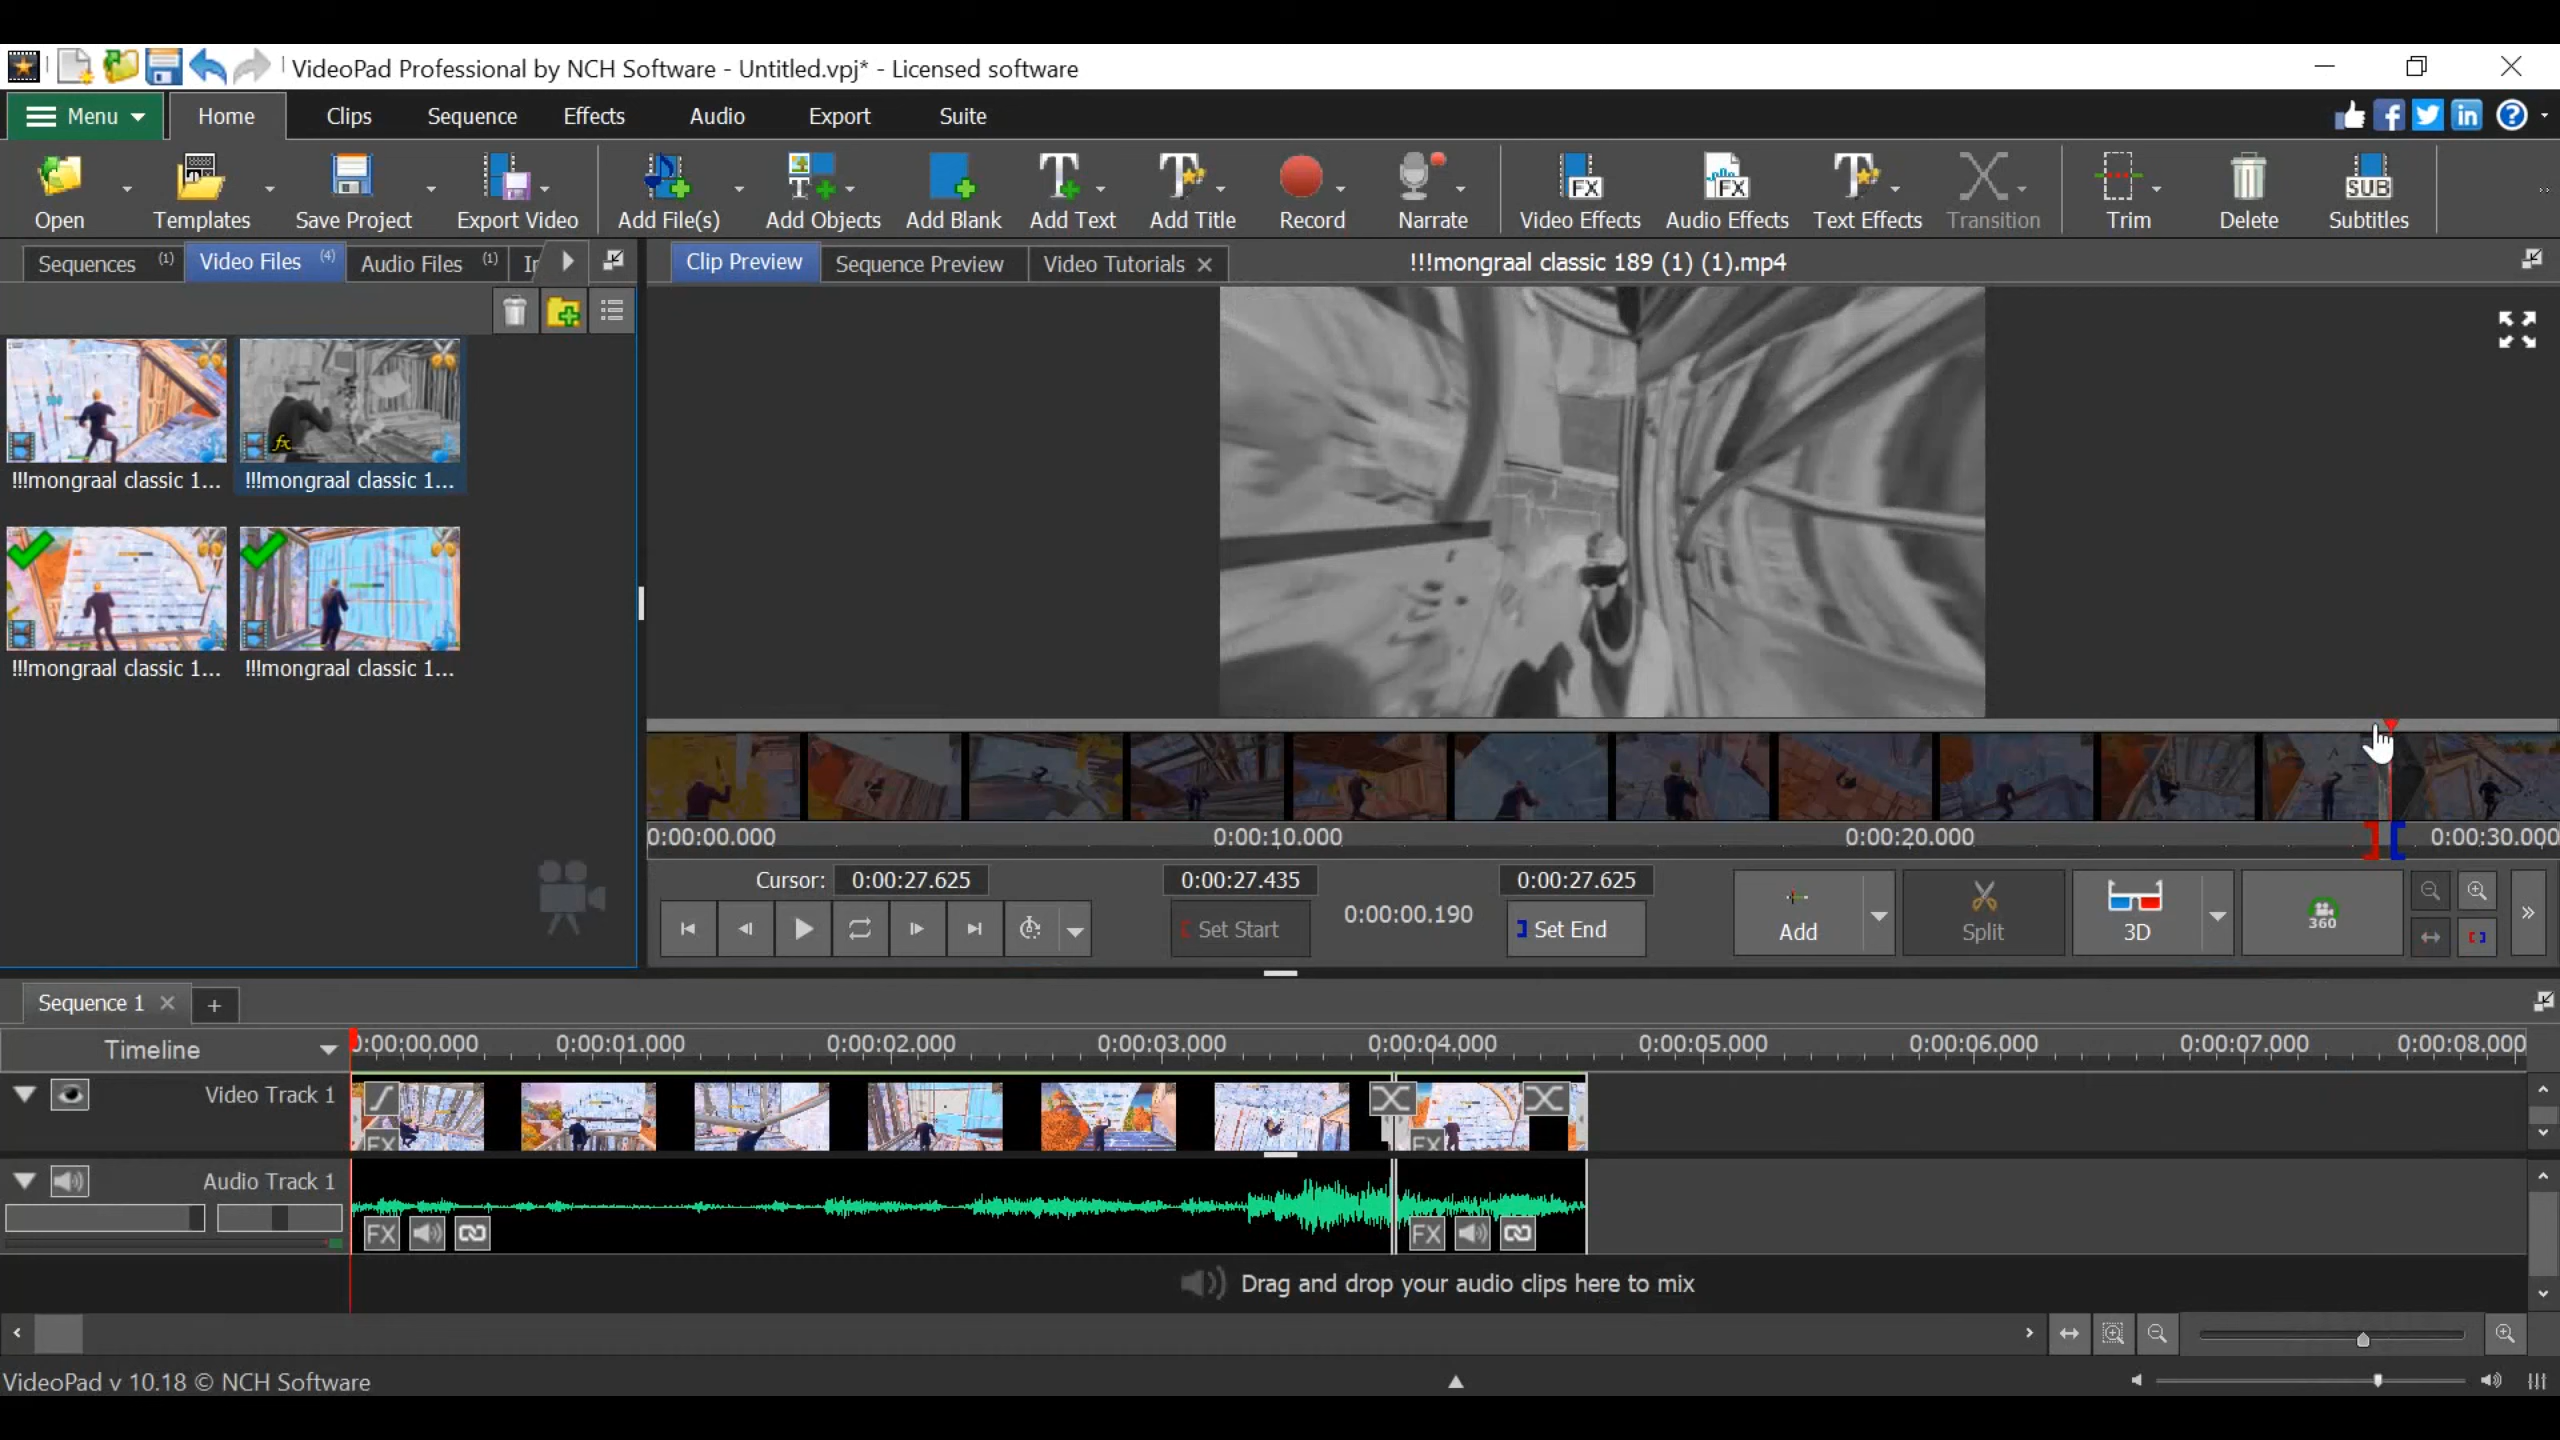 VideoPad Professional by NCH Software - Untitled.vpj* - Licensed software
Menu Home Clips Sequence Effects Audio Export Suite
Open Templates Save Project Export Video Add File(s) Add Objects Add Blank Add Text Add Title Record Narrate Video Effects Audio Effects Text Effects Transition Trim Delete Subtitles
Sequences (1) Video Files (4) Audio Files (1)
Clip Preview Sequence Preview Video Tutorials !!!mongraal classic 189 (1) (1).mp4
!!!mongraal classic 1... !!!mongraal classic 1...
!!!mongraal classic 1... !!!mongraal classic 1...
0:00:00.000 0:00:10.000 0:00:20.000 0:00:30.000
Cursor: 0:00:27.625 0:00:27.435 0:00:27.625
Set Start 0:00:00.190 Set End Add Split 3D 360
Sequence 1
Timeline 0:00:00.000 0:00:01.000 0:00:02.000 0:00:03.000 0:00:04.000 0:00:05.000 0:00:06.000 0:00:07.000 0:00:08.000
Video Track 1
FX FX
Audio Track 1
FX FX
Drag and drop your audio clips here to mix
VideoPad v 10.18 © NCH Software